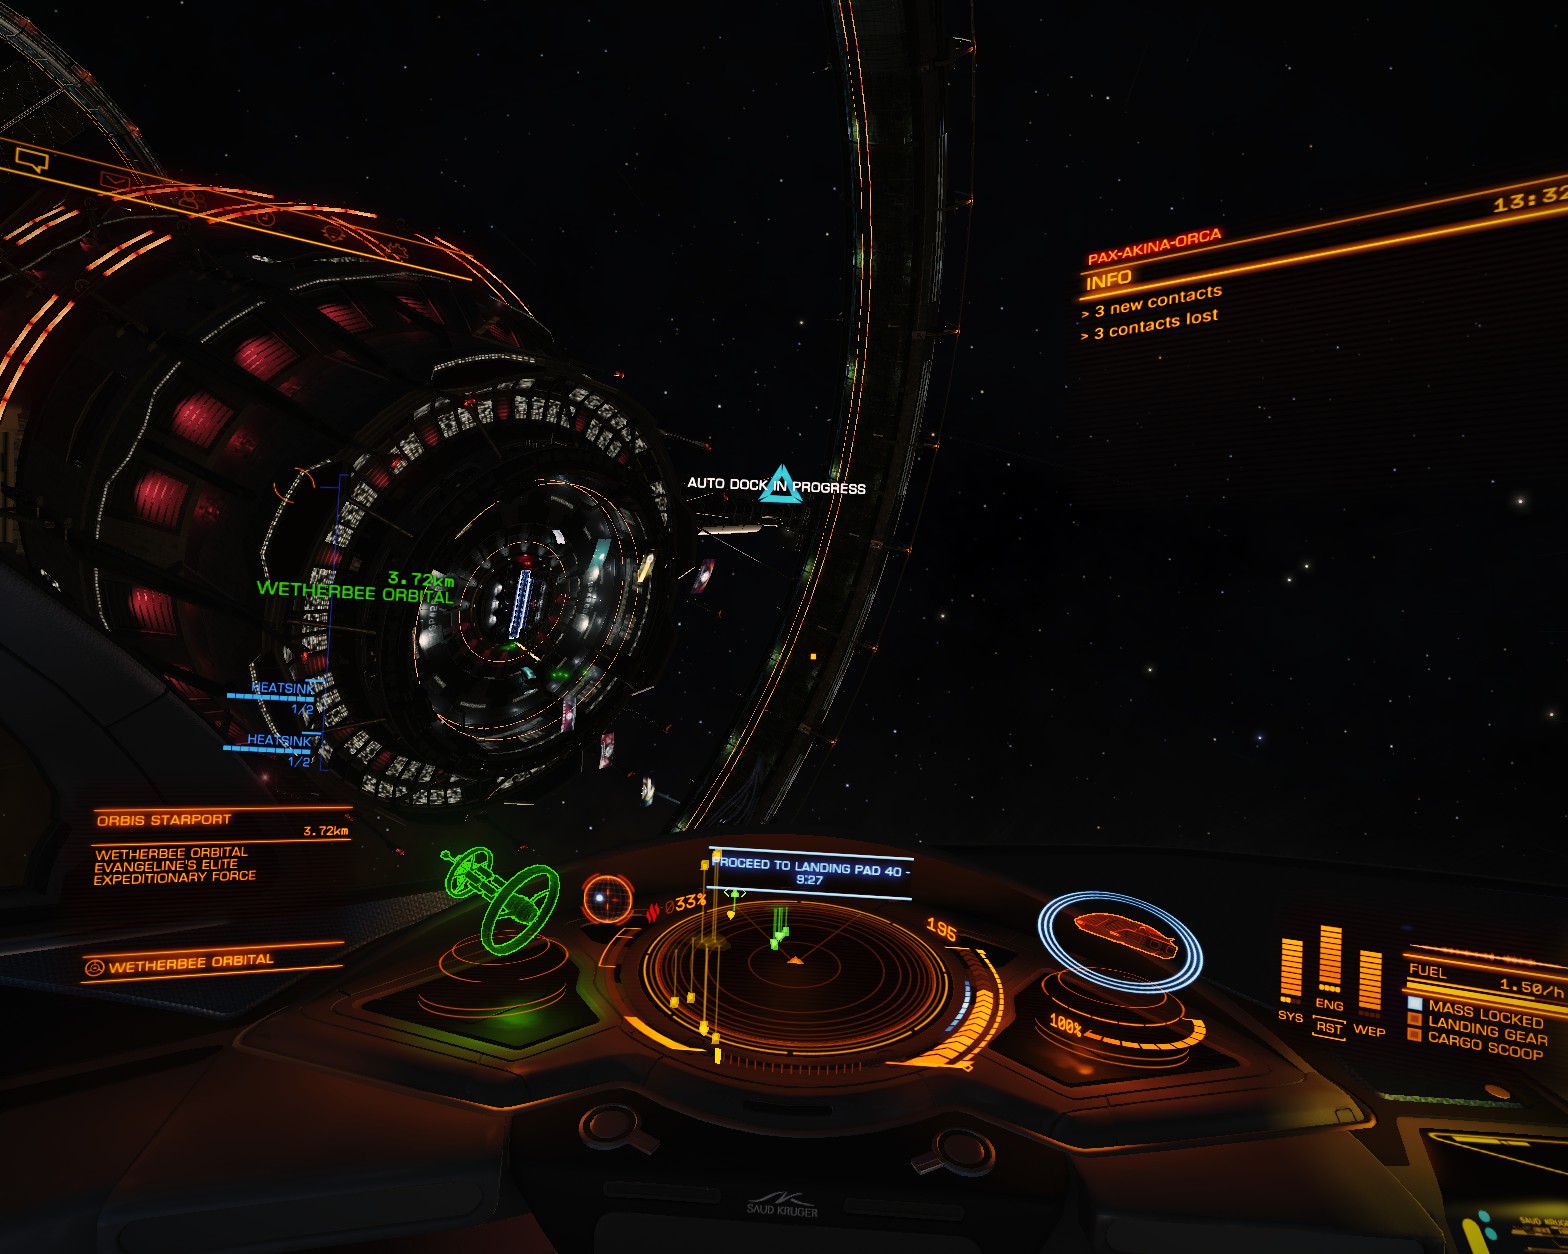 13:32
PAX-AKINA-ORCA
INFO
> 3 new contacts
> 3 contacts lost
AUTO DOCK IN PROGRESS
3.72km
WETHERBEE ORBITAL
HEATSINK
1/2
HEATSINK
1/2
ORBIS STARPORT
3.72km
WETHERBEE ORBITAL
EVANGELINE'S ELITE
EXPEDITIONARY FORCE
WETHERBEE ORBITAL
PROCEED TO LANDING PAD 40 -
9:27
33%
195
100%
SYS
ENG
WEP
RST
FUEL
1.50/h
MASS LOCKED
LANDING GEAR
CARGO SCOOP
SAUD KRUGER